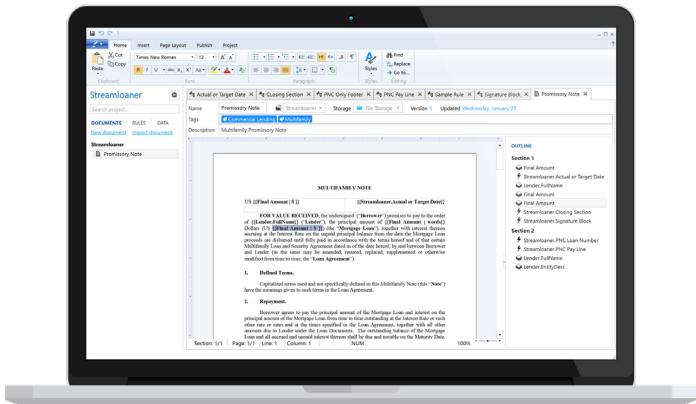 Home Insert Page Layout Publish Project
Cut
Copy
Paste
Clipboard
Times New Roman 12
Font
Paragraph
Styles
Styles
Find
Replace
Go to...
Editing
Streamloaner
Search project...
DOCUMENTS RULES DATA
New document Import document
Streamloaner
Promissory Note
Actual or Target Date
CLosing Section
PNC Only Footer
PNC Pay Line
Sample Rule
Signature Block
Promissory Note
Name Promissory Note Streamloaner Storage File Storage Version 1 Updated Wednesday, January 27
Tags Commercial Lending Multifamily
Description Multifamily Promissory Note
MULTIFAMILY NOTE
US [[Final Amount | $ ]] [[Streamloaner.Actual or Target Date]]
FOR VALUE RECEIVED, the undersigned ("Borrower") promises to pay to the order
of [[Lender.FullName]] ("Lender"), the principal amount of [[Final Amount | words]]
Dollars (US [[Final Amount | $ ]]) (the "Mortgage Loan"), together with interest thereon
accruing at the Interest Rate on the unpaid principal balance from the date the Mortgage Loan
proceeds are disbursed until fully paid in accordance with the terms hereof and of that certain
Multifamily Loan and Security Agreement dated as of the date hereof, by and between Borrower
and Lender (as the same may be amended, restated, replaced, supplemented or otherwise
modified from time to time, the "Loan Agreement").
1. Defined Terms.
Capitalized terms used and not specifically defined in this Multifamily Note (this "Note")
have the meanings given to such terms in the Loan Agreement.
2. Repayment.
Borrower agrees to pay the principal amount of the Mortgage Loan and interest on the
principal amount of the Mortgage Loan from time to time outstanding at the Interest Rate or such
other rate or rates and at the times specified in the Loan Agreement, together with all other
amounts due to Lender under the Loan Documents. The outstanding balance of the Mortgage
Loan and all accrued and unpaid interest thereon shall be due and payable on the Maturity Date.
Section: 1/1 Page: 1/1 Line: 1 Column: 1 NUM 100%
OUTLINE
Section 1
Final Amount
Streamloaner.Actual or Target Date
Lender.FullName
Final Amount
Final Amount
Streamloaner.Closing Section
Streamloaner.Signature Block
Section 2
Streamloaner.PNC Loan Number
Streamloaner.PNC Pay Line
Lender.FullName
Lender.EntityDesc